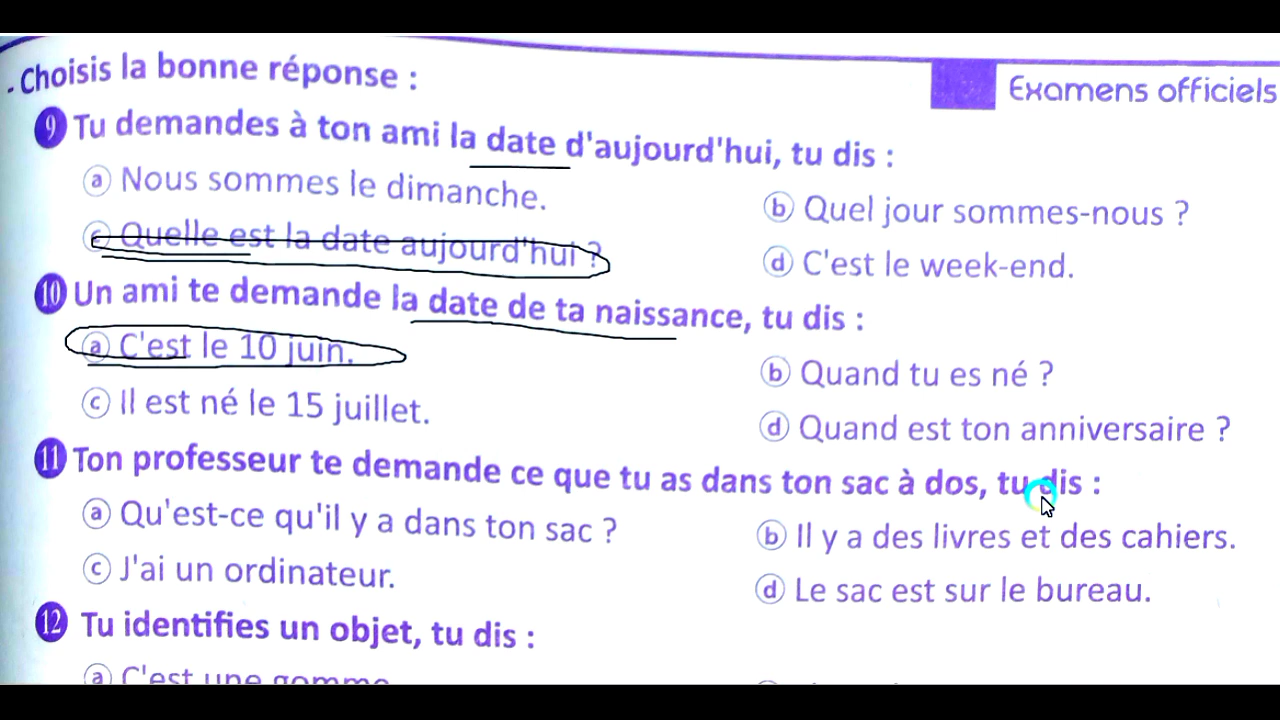 - Choisis la bonne réponse :
Examens officiels
9 Tu demandes à ton ami la date d'aujourd'hui, tu dis :
a Nous sommes le dimanche.
b Quel jour sommes-nous ?
c Quelle est la date aujourd'hui ?
d C'est le week-end.
10 Un ami te demande la date de ta naissance, tu dis :
a C'est le 10 juin.
b Quand tu es né ?
c Il est né le 15 juillet.
d Quand est ton anniversaire ?
11 Ton professeur te demande ce que tu as dans ton sac à dos, tu dis :
a Qu'est-ce qu'il y a dans ton sac ?
b Il y a des livres et des cahiers.
c J'ai un ordinateur.
d Le sac est sur le bureau.
12 Tu identifies un objet, tu dis :
a C'est une gomme